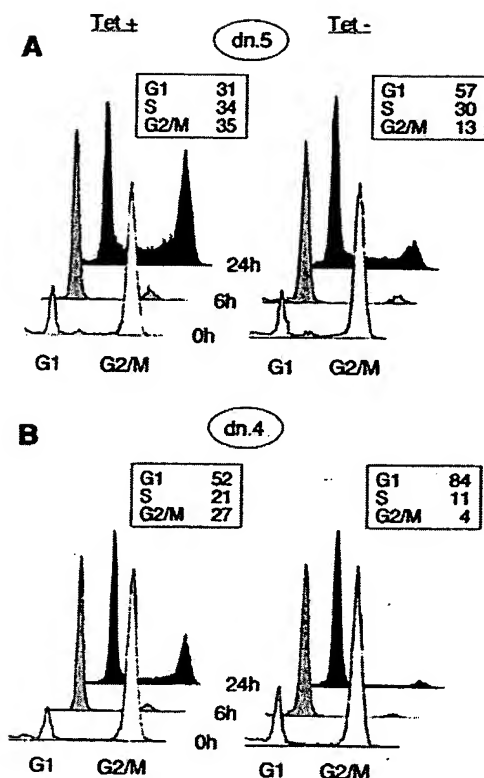 Tet + Tet -
A dn.5
G1 31
S 34
G2/M 35
G1 57
S 30
G2/M 13
24h
6h
0h
G1 G2/M G1 G2/M
B dn.4
G1 52
S 21
G2/M 27
G1 84
S 11
G2/M 4
24h
6h
0h
G1 G2/M G1 G2/M